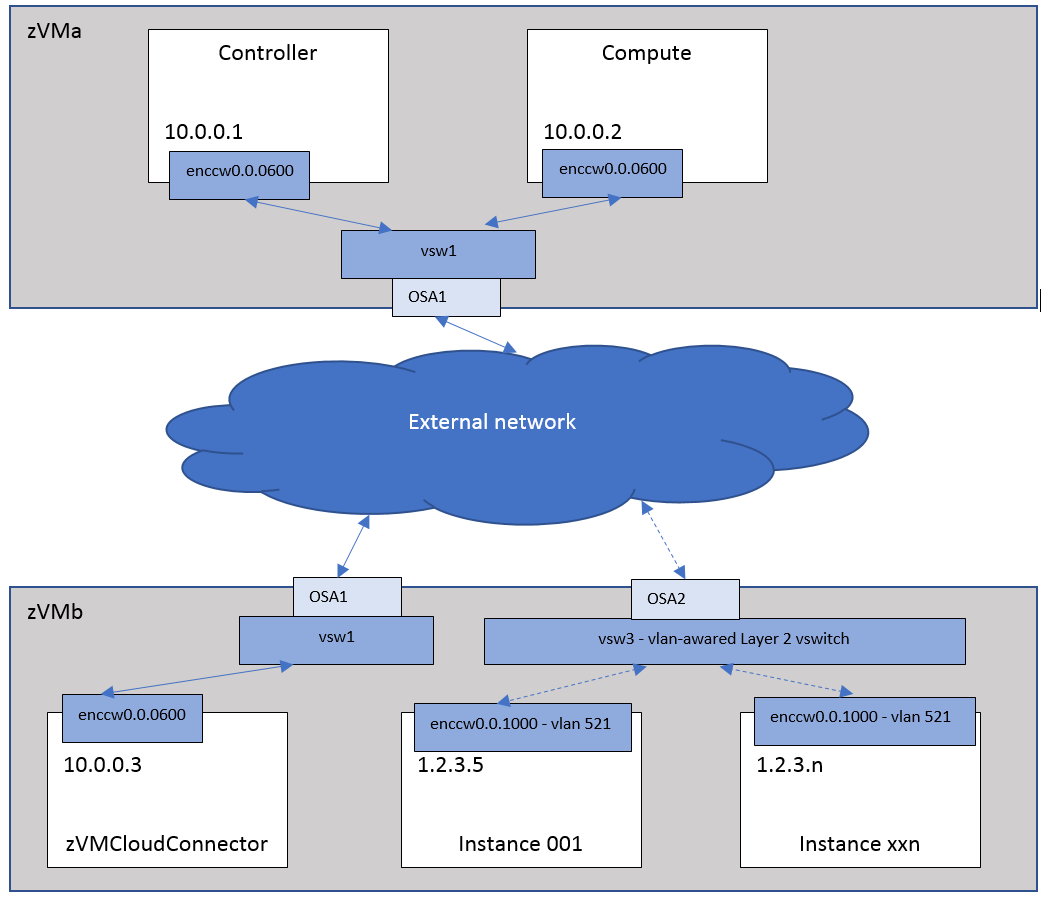 zVMa
Controller
Compute
10.0.0.1
10.0.0.2
enccw0.0.0600
enccw0.0.0600
vsw1
OSA1
External network
zVMb
OSA1
OSA2
vsw1
vsw3 - vlan-awared Layer 2 vswitch
enccw0.0.0600
enccw0.0.1000 - vlan 521
enccw0.0.1000 - vlan 521
10.0.0.3
1.2.3.5
1.2.3.n
zVMCloudConnector
Instance 001
Instance xxn